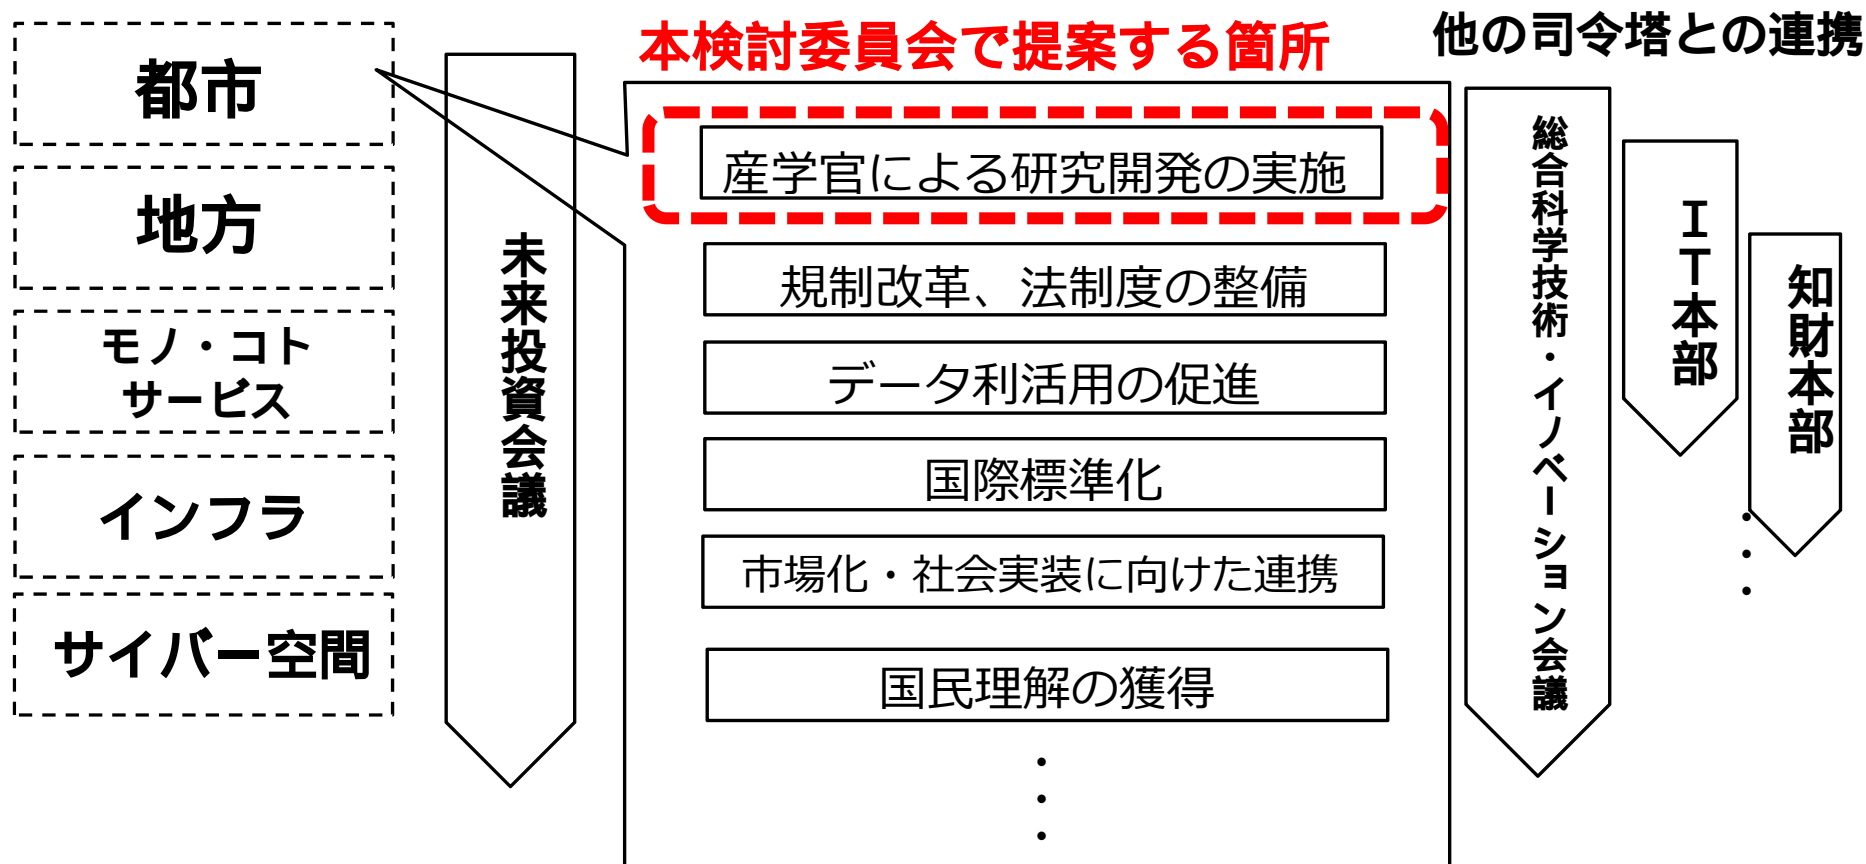 本検討委員会で提案する箇所
他の司令塔との連携
都市
地方
モノ・コト
サービス
インフラ
サイバー空間
未来投資会議
産学官による研究開発の実施
規制改革、法制度の整備
データ利活用の促進
国際標準化
市場化・社会実装に向けた連携
国民理解の獲得
・
・
・
総合科学技術・イノベーション会議
ＩＴ本部
知財本部
・
・
・